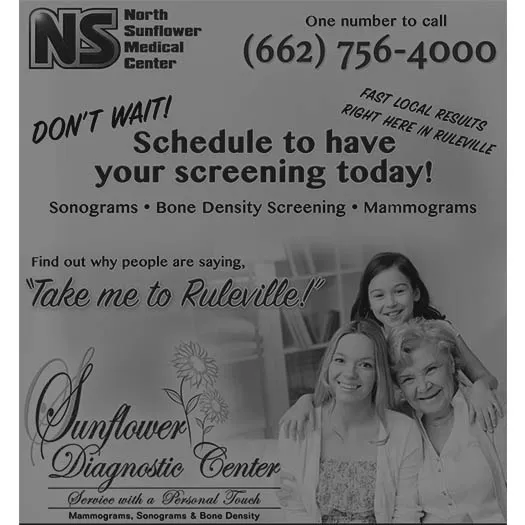 NS North
Sunflower
Medical
Center
One number to call
(662) 756-4000
DON'T WAIT!
FAST LOCAL RESULTS
RIGHT HERE IN RULEVILLE
Schedule to have
your screening today!
Sonograms • Bone Density Screening • Mammograms
Find out why people are saying,
"Take me to Ruleville!"
Sunflower
Diagnostic Center
Service with a Personal Touch
Mammograms, Sonograms & Bone Density